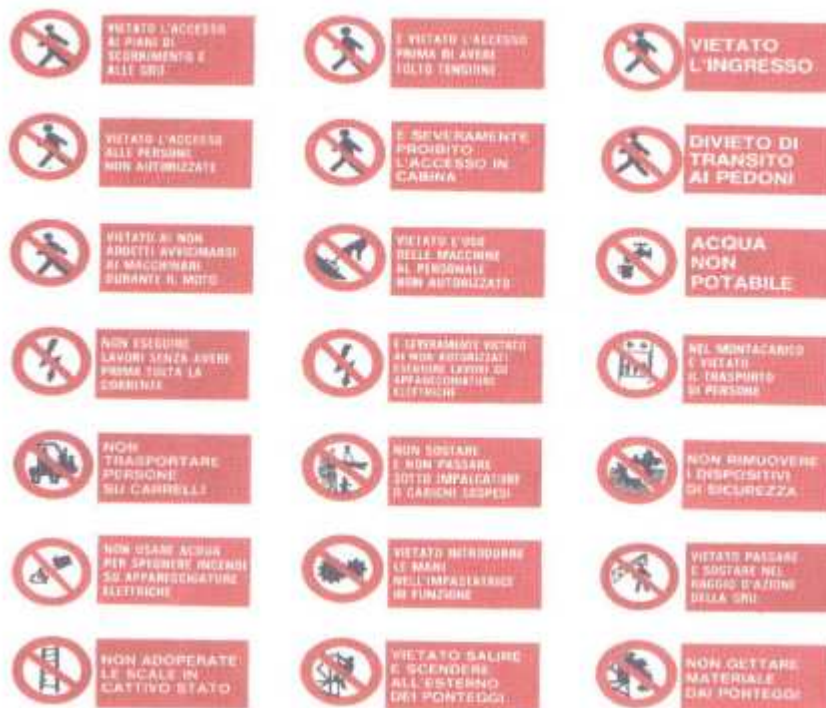 VIETATO L'ACCESSO
AI PIANI DI
SCORRIMENTO E
ALLE GRU
E VIETATO L'ACCESSO
PRIMA DI AVERE
TOLTO TENSIONE
VIETATO
L'INGRESSO
VIETATO L'ACCESSO
ALLE PERSONE
NON AUTORIZZATE
E SEVERAMENTE
PROIBITO
L'ACCESSO IN
CABINA
DIVIETO DI
TRANSITO
AI PEDONI
VIETATO AI NON
ADDETTI AVVICINARSI
AI MACCHINARI
DURANTE IL MOTO
VIETATO L'USO
DELLE MACCHINE
AL PERSONALE
NON AUTORIZZATO
ACQUA
NON
POTABILE
NON ESEGUIRE
LAVORI SENZA AVERE
PRIMA TOLTA LA
CORRENTE
E SEVERAMENTE VIETATO
AI NON AUTORIZZATI
ESEGUIRE LAVORI SU
APPARECCHIATURE
ELETTRICHE
NEL MONTACARICO
E VIETATO
IL TRASPORTO
DI PERSONE
NON
TRASPORTARE
PERSONE
SU CARRELLI
NON SOSTARE
E NON PASSARE
SOTTO IMPALCATURE
O CARICHI SOSPESI
NON RIMUOVERE
I DISPOSITIVI
DI SICUREZZA
NON USARE ACQUA
PER SPEGNERE INCENDI
SU APPARECCHIATURE
ELETTRICHE
VIETATO INTRODURRE
LE MANI
NELL'IMPASTATRICE
IN FUNZIONE
VIETATO PASSARE
E SOSTARE NEL
RAGGIO D'AZIONE
DELLA GRU
NON ADOPERATE
LE SCALE IN
CATTIVO STATO
VIETATO SALIRE
E SCENDERE
ALL'ESTERNO
DEI PONTEGGI
NON GETTARE
MATERIALE
DAI PONTEGGI